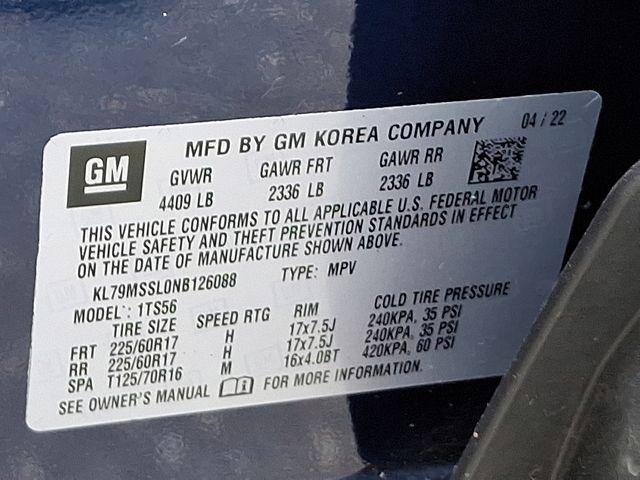 GM
MFD BY GM KOREA COMPANY 04 / 22
GVWR GAWR FRT GAWR RR
4409 LB 2336 LB 2336 LB
THIS VEHICLE CONFORMS TO ALL APPLICABLE U.S. FEDERAL MOTOR
VEHICLE SAFETY AND THEFT PREVENTION STANDARDS IN EFFECT
ON THE DATE OF MANUFACTURE SHOWN ABOVE.
KL79MSSL0NB126088 TYPE: MPV
MODEL: 1TS56
TIRE SIZE SPEED RTG RIM COLD TIRE PRESSURE
FRT 225/60R17 H 17x7.5J 240KPA, 35 PSI
RR 225/60R17 H 17x7.5J 240KPA, 35 PSI
SPA T125/70R16 M 16x4.0BT 420KPA, 60 PSI
SEE OWNER'S MANUAL FOR MORE INFORMATION.